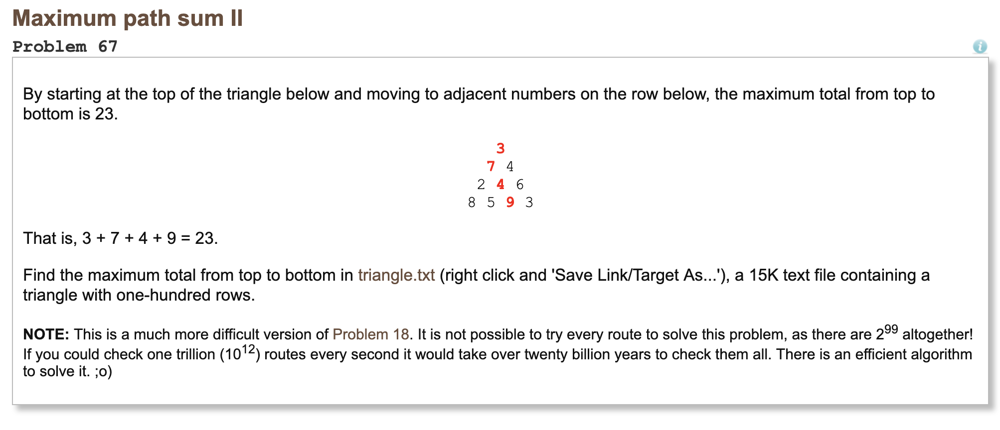 Maximum path sum II
Problem 67
By starting at the top of the triangle below and moving to adjacent numbers on the row below, the maximum total from top to
bottom is 23.
3
7 4
2 4 6
8 5 9 3
That is, 3 + 7 + 4 + 9 = 23.
Find the maximum total from top to bottom in triangle.txt (right click and 'Save Link/Target As...'), a 15K text file containing a
triangle with one-hundred rows.
NOTE: This is a much more difficult version of Problem 18. It is not possible to try every route to solve this problem, as there are 2⁹⁹ altogether!
If you could check one trillion (10¹²) routes every second it would take over twenty billion years to check them all. There is an efficient algorithm
to solve it. ;o)